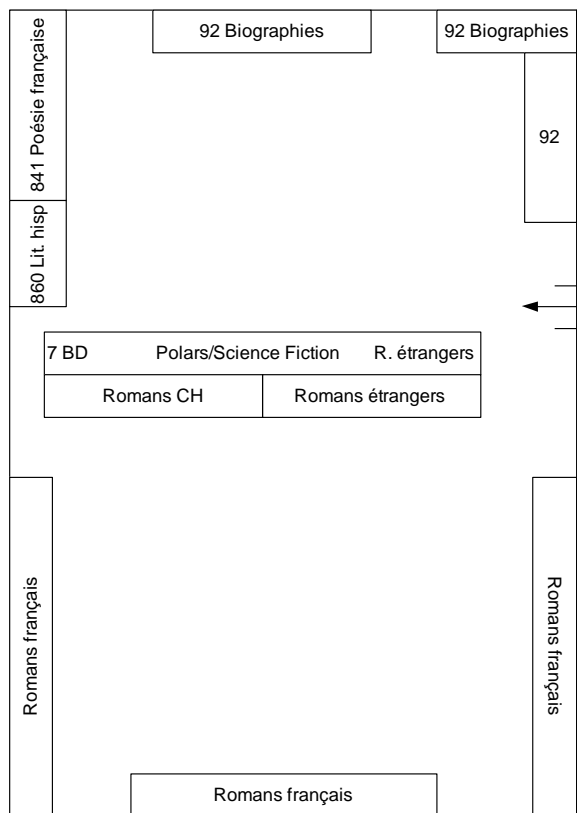 92 Biographies
92 Biographies
841 Poésie française
92
860 Lit. hisp
7 BD Polars/Science Fiction R. étrangers
Romans CH
Romans étrangers
Romans français
Romans français
Romans français